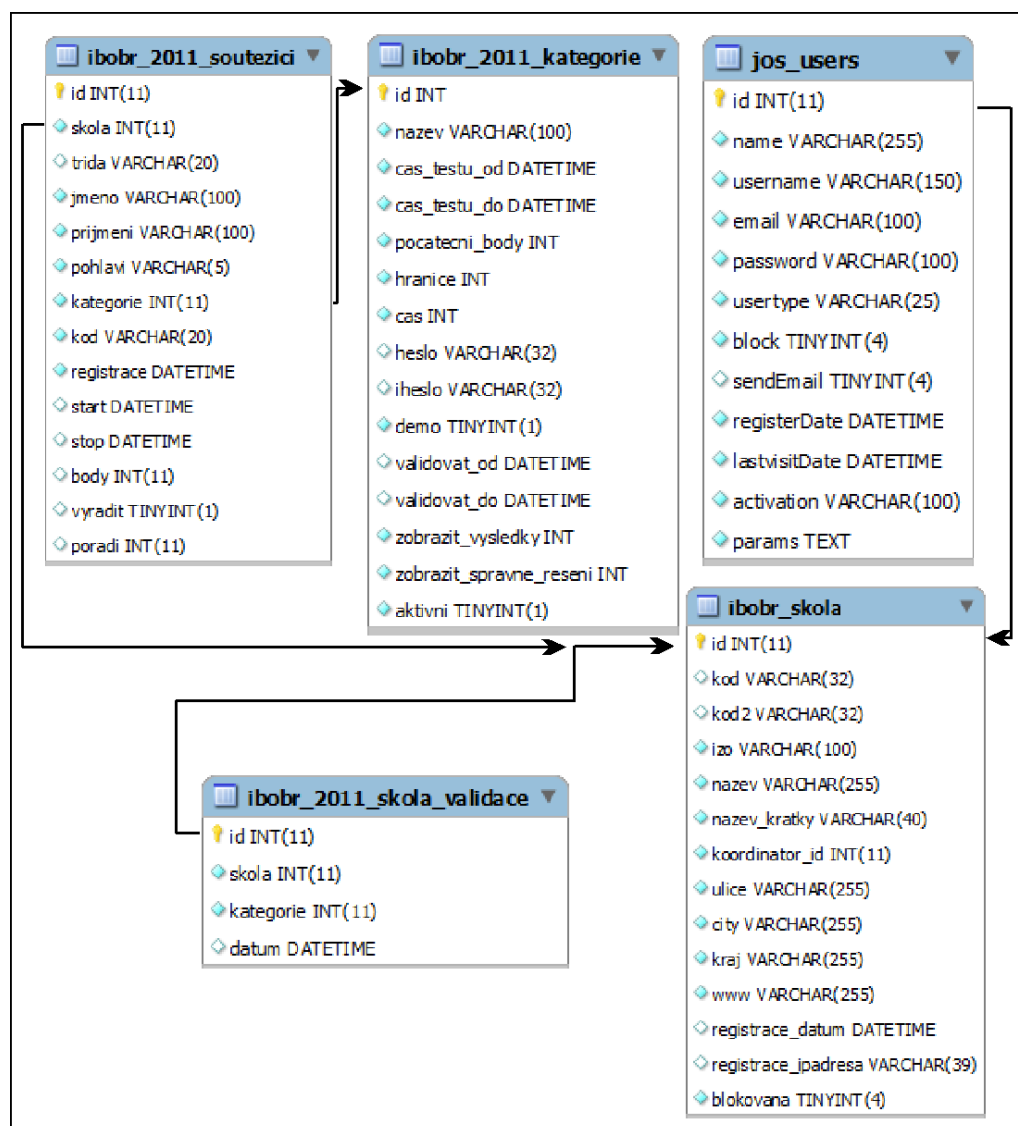 ibobr_2011_soutezici
id INT(11)
skola INT(11)
trida VARCHAR(20)
jmeno VARCHAR(100)
prijmeni VARCHAR(100)
pohlavi VARCHAR(5)
kategorie INT(11)
kod VARCHAR(20)
registrace DATETIME
start DATETIME
stop DATETIME
body INT(11)
vyradit TINYINT(1)
poradi INT(11)
ibobr_2011_kategorie
id INT
nazev VARCHAR(100)
cas_testu_od DATETIME
cas_testu_do DATETIME
pocatecni_body INT
hranice INT
cas INT
heslo VARCHAR(32)
iheslo VARCHAR(32)
demo TINYINT(1)
validovat_od DATETIME
validovat_do DATETIME
zobrazit_vysledky INT
zobrazit_spravne_reseni INT
aktivni TINYINT(1)
jos_users
id INT(11)
name VARCHAR(255)
username VARCHAR(150)
email VARCHAR(100)
password VARCHAR(100)
usertype VARCHAR(25)
block TINYINT(4)
sendEmail TINYINT(4)
registerDate DATETIME
lastvisitDate DATETIME
activation VARCHAR(100)
params TEXT
ibobr_skola
id INT(11)
kod VARCHAR(32)
kod2 VARCHAR(32)
izo VARCHAR(100)
nazev VARCHAR(255)
nazev_kratky VARCHAR(40)
koordinator_id INT(11)
ulice VARCHAR(255)
city VARCHAR(255)
kraj VARCHAR(255)
www VARCHAR(255)
registrace_datum DATETIME
registrace_ipadresa VARCHAR(39)
blokovana TINYINT(4)
ibobr_2011_skola_validace
id INT(11)
skola INT(11)
kategorie INT(11)
datum DATETIME